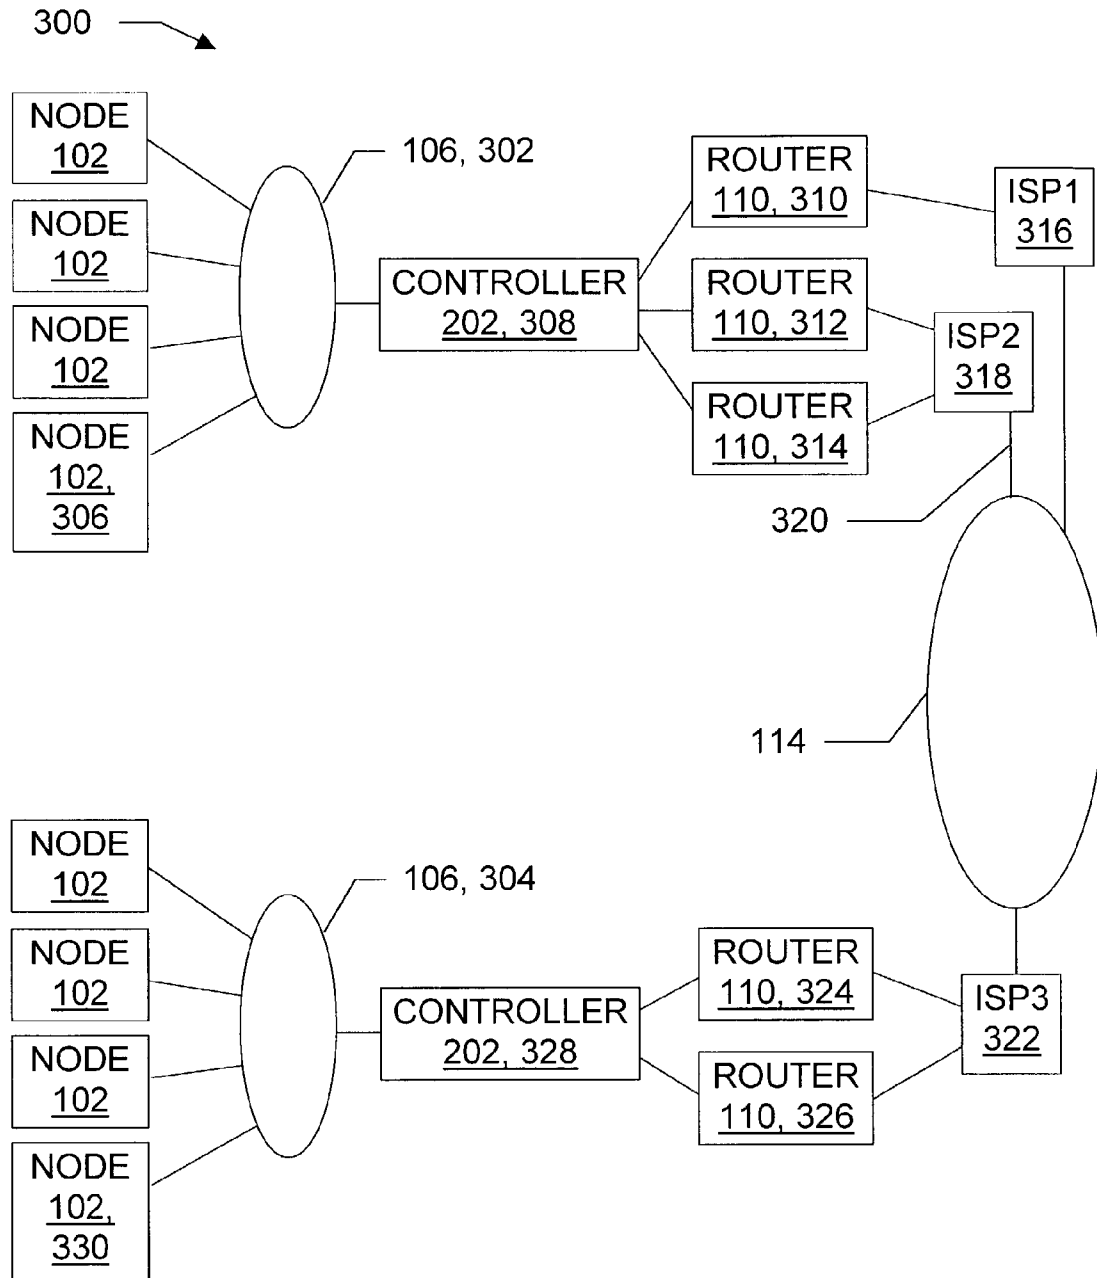 300
NODE
102
NODE
102
NODE
102
NODE
102,
306
106, 302
CONTROLLER
202, 308
ROUTER
110, 310
ROUTER
110, 312
ROUTER
110, 314
ISP1
316
ISP2
318
320
114
NODE
102
NODE
102
NODE
102
NODE
102,
330
106, 304
CONTROLLER
202, 328
ROUTER
110, 324
ROUTER
110, 326
ISP3
322